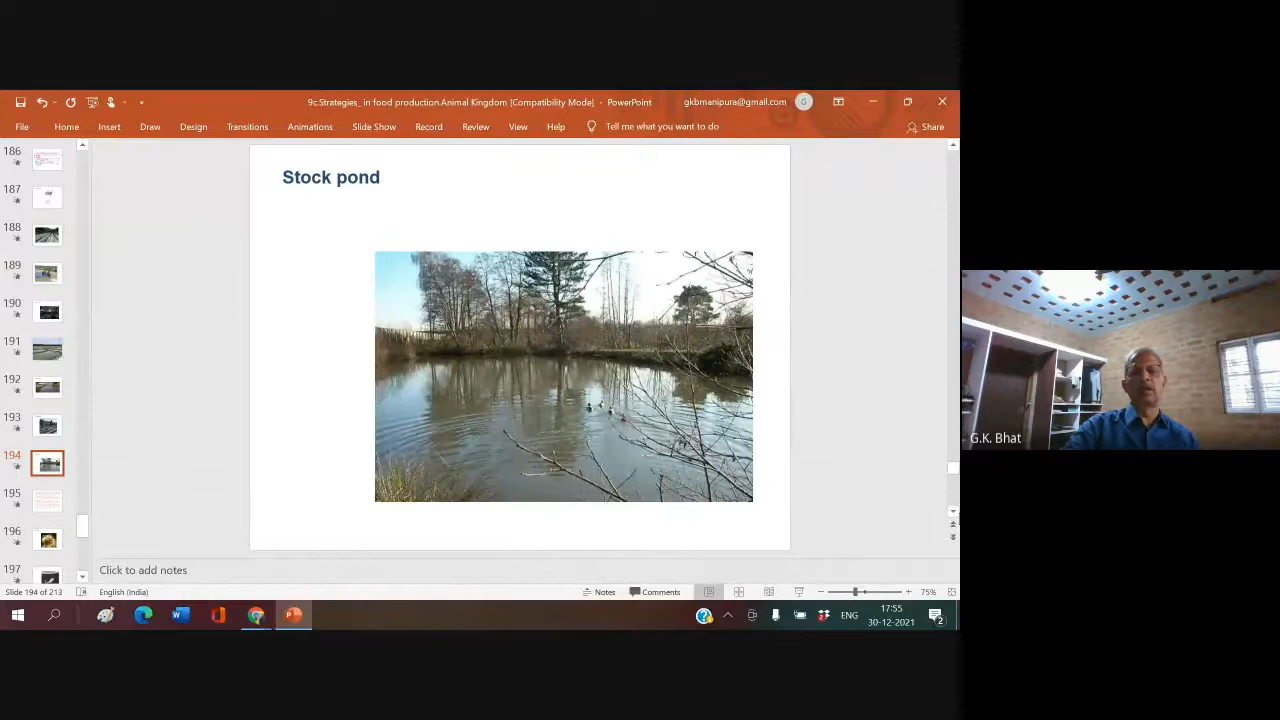 9c.Strategies_ in food production.Animal Kingdom [Compatibility Mode] - PowerPoint
gkbmanipura@gmail.com
G
File Home Insert Draw Design Transitions Animations Slide Show Record Review View Help Tell me what you want to do Share
186
187
188
189
190
191
192
193
194
195
196
197
Stock pond
G.K. Bhat
Click to add notes
Slide 194 of 213 English (India) Notes Comments 75%
ENG
17:55
30-12-2021
2